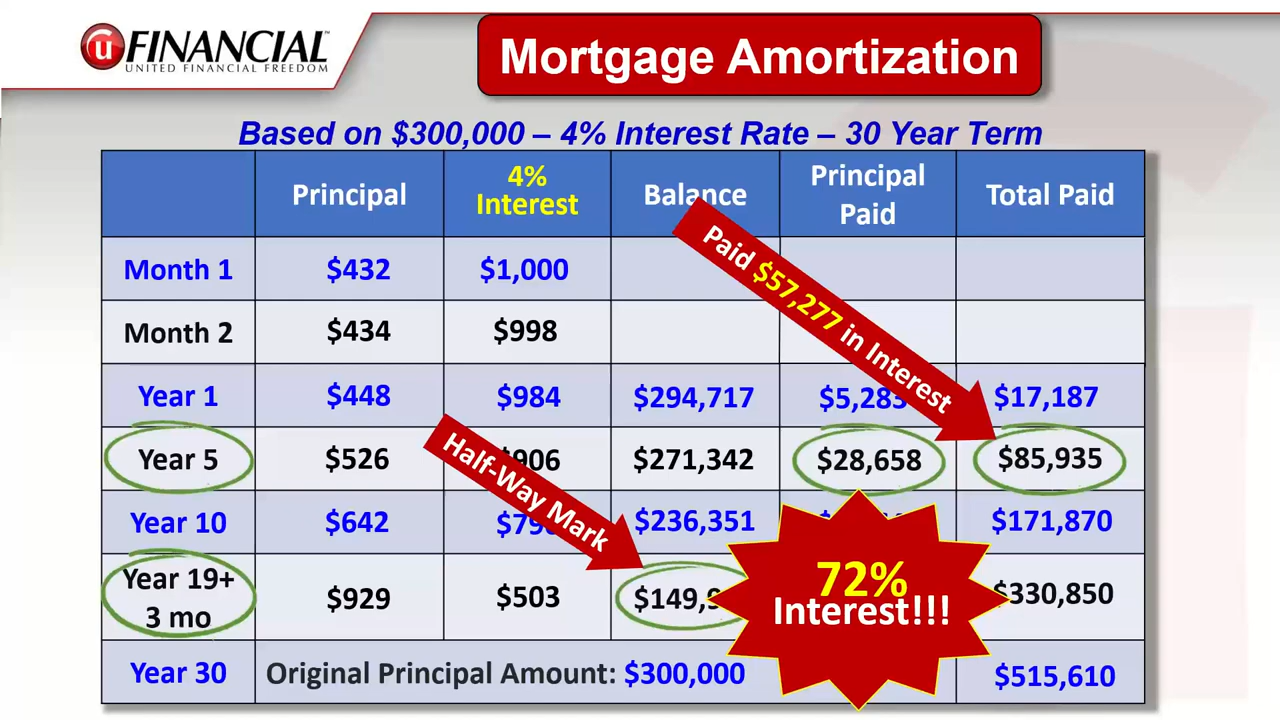 u FINANCIAL™
UNITED FINANCIAL FREEDOM
Mortgage Amortization
Based on $300,000 – 4% Interest Rate – 30 Year Term
Principal 4% Interest Balance Principal Paid Total Paid
Month 1 $432 $1,000
Month 2 $434 $998
Year 1 $448 $984 $294,717 $5,283 $17,187
Year 5 $526 $906 $271,342 $28,658 $85,935
Year 10 $642 $236,351 $171,870
Year 19+ 3 mo $929 $503 $330,850
Year 30 Original Principal Amount: $300,000 $515,610
Paid $57,277 in Interest
Half-Way Mark
72%
Interest!!!